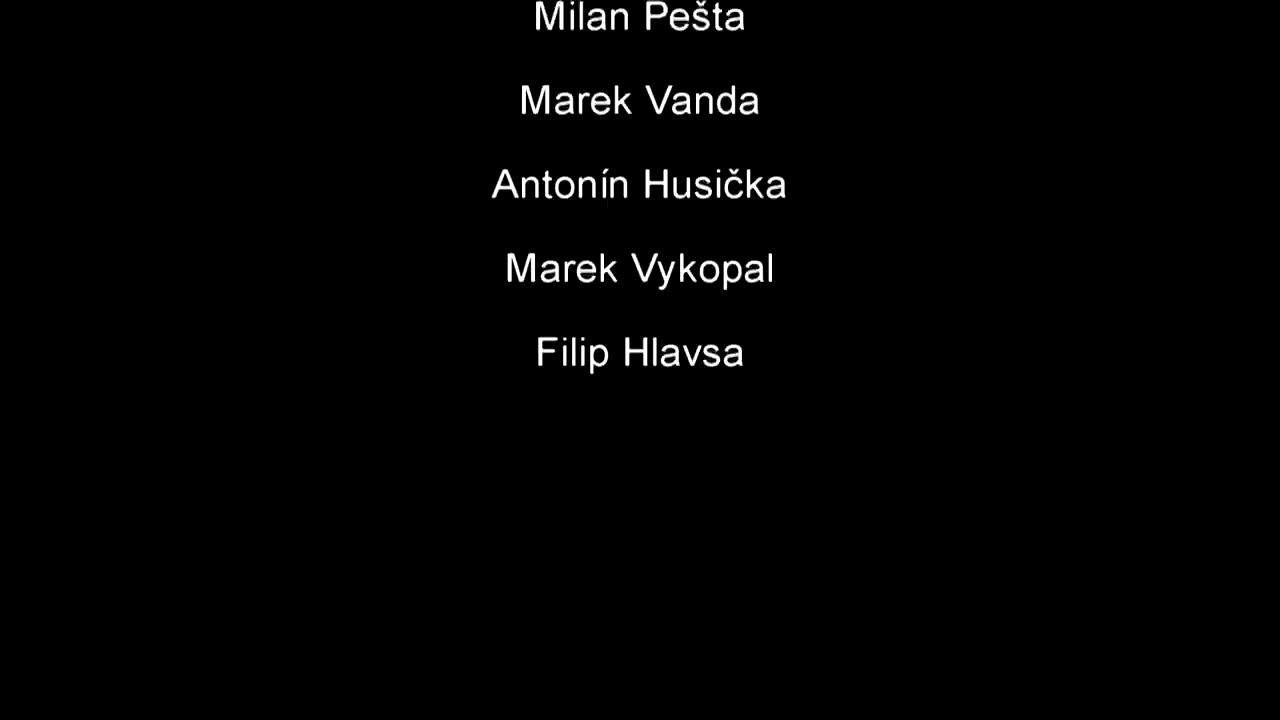 Milan Pešta
Marek Vanda
Antonín Husička
Marek Vykopal
Filip Hlavsa